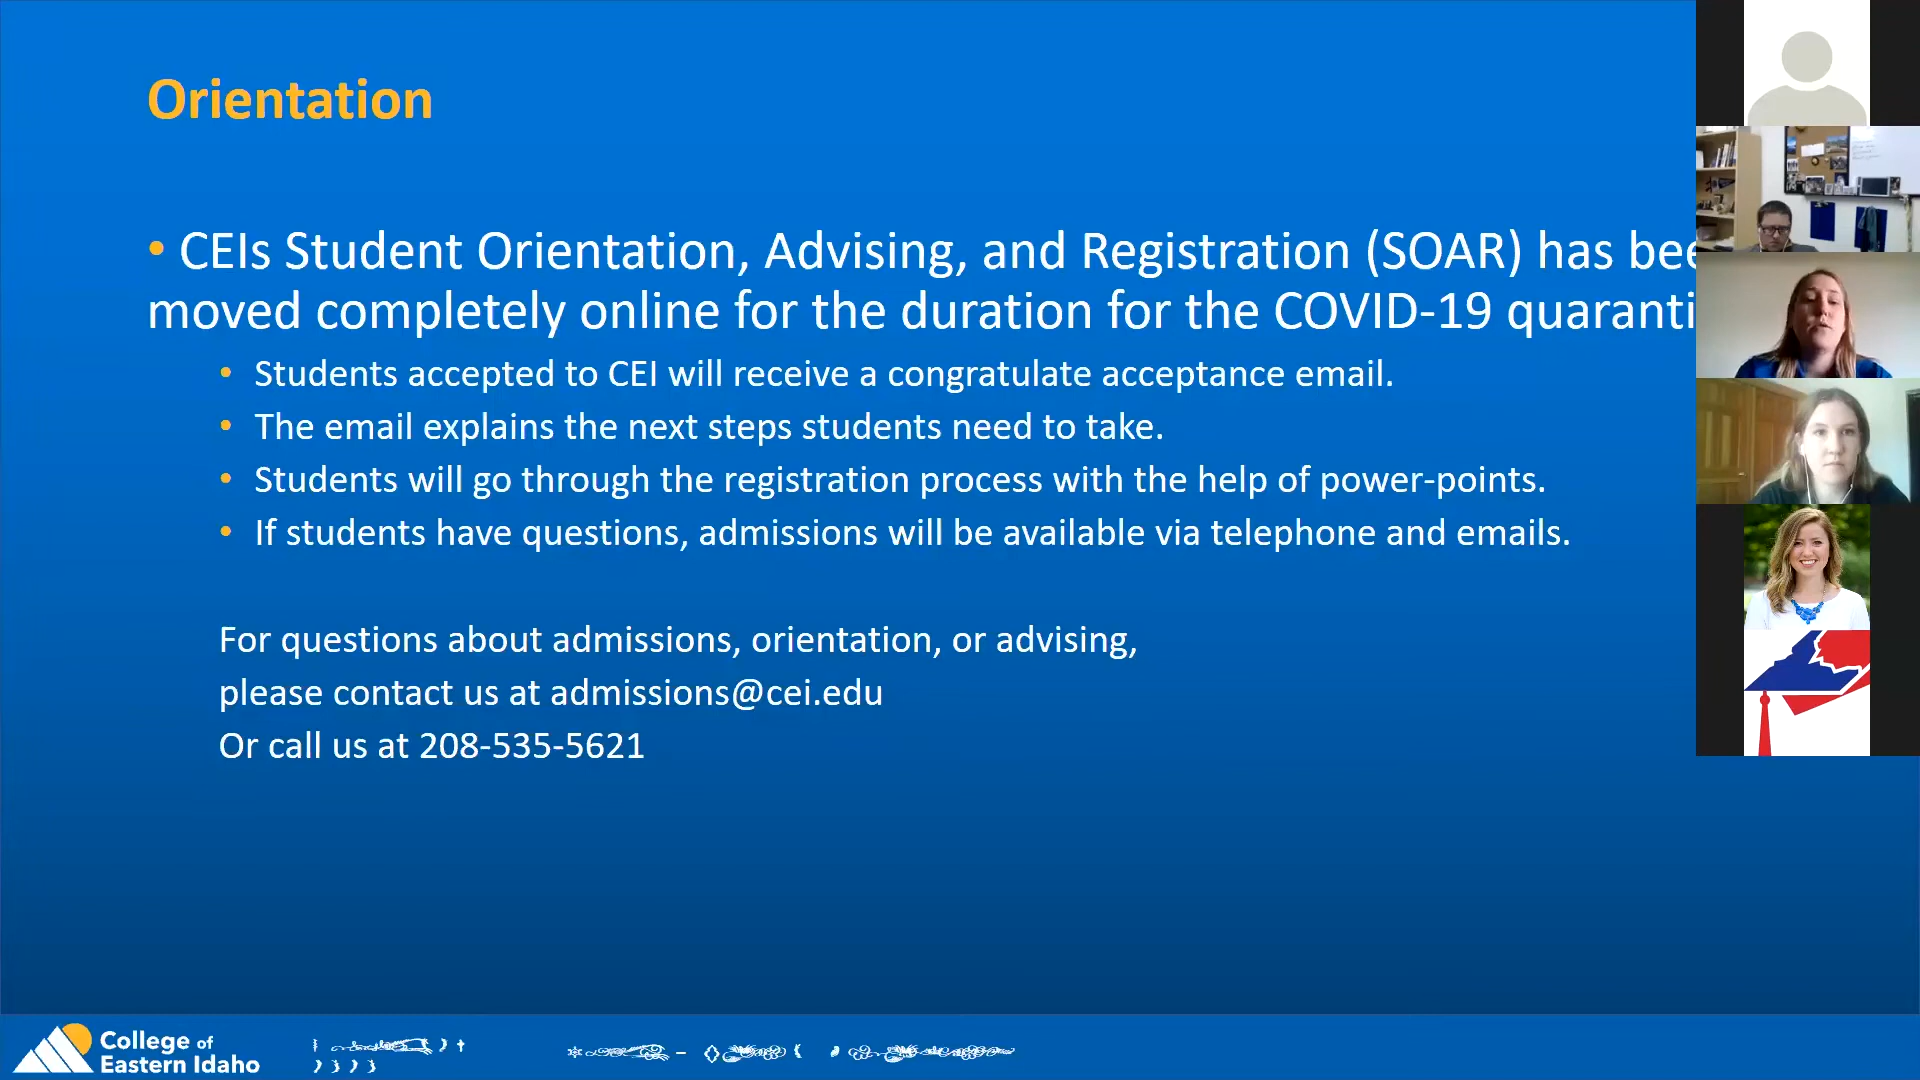 Orientation
• CEIs Student Orientation, Advising, and Registration (SOAR) has
moved completely online for the duration for the COVID-19
• Students accepted to CEI will receive a congratulate acceptance email.
• The email explains the next steps students need to take.
• Students will go through the registration process with the help of power-points.
• If students have questions, admissions will be available via telephone and emails.
For questions about admissions, orientation, or advising,
please contact us at admissions@cei.edu
Or call us at 208-535-5621
College of
Eastern Idaho